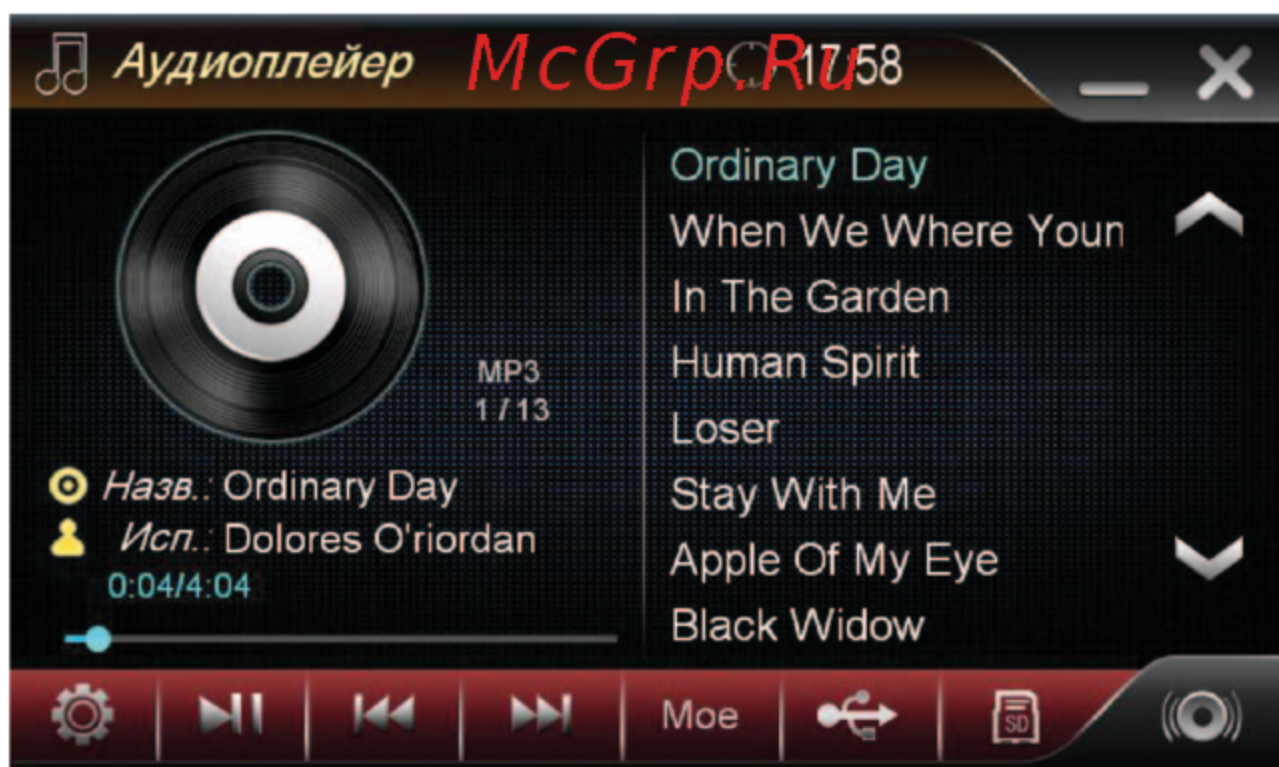 Аудиоплейер
McGrp.Ru
17:58
MP3
1 / 13
Назв.: Ordinary Day
Исп.: Dolores O'riordan
0:04/4:04
Ordinary Day
When We Where Youn
In The Garden
Human Spirit
Loser
Stay With Me
Apple Of My Eye
Black Widow
Мое
SD